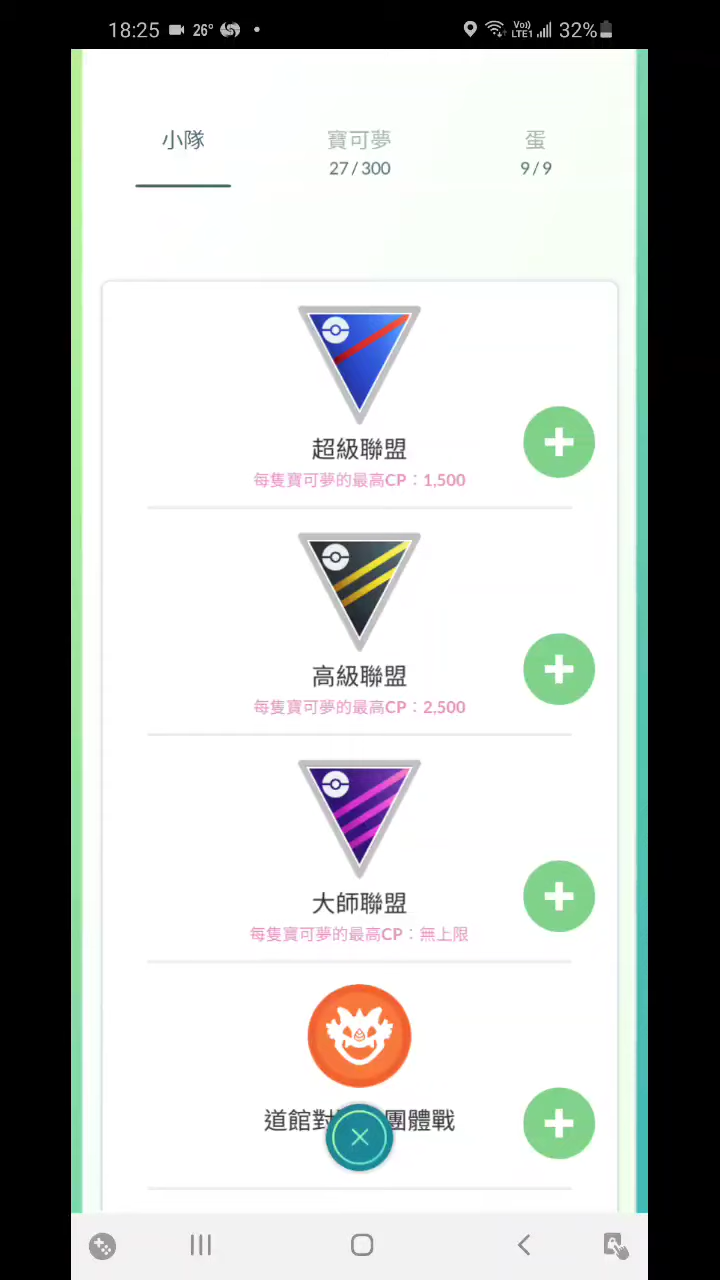 18:25 26° Vo)) LTE1 32%
小隊 寶可夢 蛋
27/300 9/9
超級聯盟
每隻寶可夢的最高CP：1,500
高級聯盟
每隻寶可夢的最高CP：2,500
大師聯盟
每隻寶可夢的最高CP：無上限
道館對 團體戰